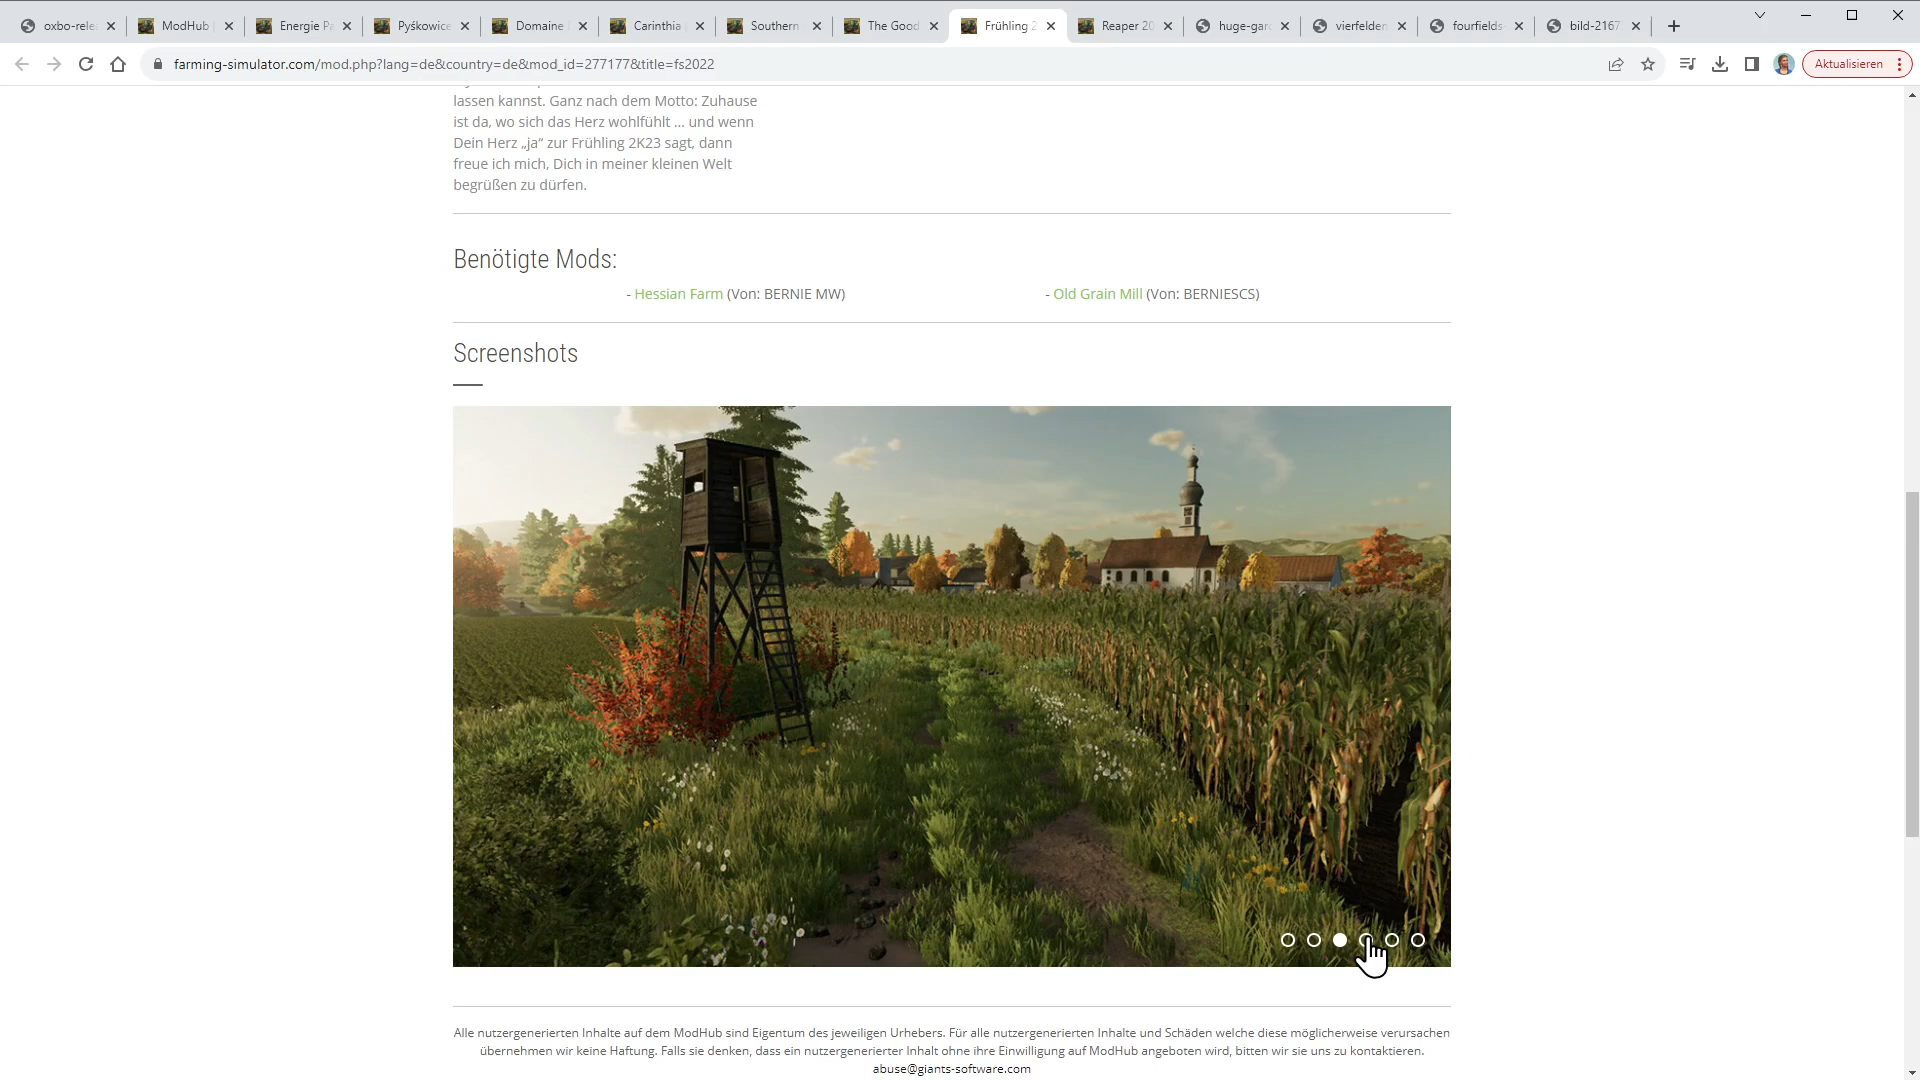 oxbo-rele
ModHub
Energie Pa
Pyśkowice
Domaine
Carinthia
Southern
The Good
Frühling 2
Reaper 20
huge-gard
vierfelden
fourfields-
bild-2167
farming-simulator.com/mod.php?lang=de&country=de&mod_id=277177&title=fs2022
Aktualisieren
lassen kannst. Ganz nach dem Motto: Zuhause
ist da, wo sich das Herz wohlfühlt ... und wenn
Dein Herz „ja“ zur Frühling 2K23 sagt, dann
freue ich mich, Dich in meiner kleinen Welt
begrüßen zu dürfen.
Benötigte Mods:
- Hessian Farm (Von: BERNIE MW)
- Old Grain Mill (Von: BERNIESCS)
Screenshots
Alle nutzergenerierten Inhalte auf dem ModHub sind Eigentum des jeweiligen Urhebers. Für alle nutzergenerierten Inhalte und Schäden welche diese möglicherweise verursachen
übernehmen wir keine Haftung. Falls sie denken, dass ein nutzergenerierter Inhalt ohne ihre Einwilligung auf ModHub angeboten wird, bitten wir sie uns zu kontaktieren.
abuse@giants-software.com